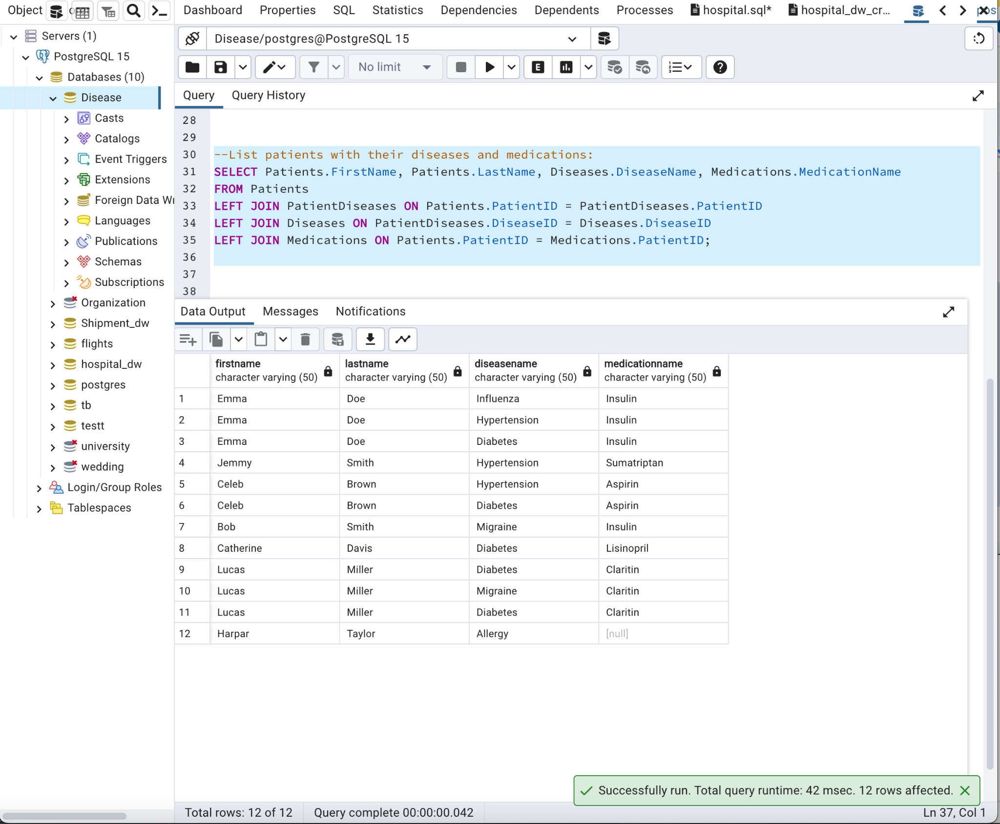 Object
Dashboard Properties SQL Statistics Dependencies Dependents Processes hospital.sql* hospital_dw_cr...
Servers (1)
PostgreSQL 15
Databases (10)
Disease
Casts
Catalogs
Event Triggers
Extensions
Foreign Data Wr
Languages
Publications
Schemas
Subscriptions
Organization
Shipment_dw
flights
hospital_dw
postgres
tb
testt
university
wedding
Login/Group Roles
Tablespaces
Disease/postgres@PostgreSQL 15
No limit
E
Query Query History
28
29
30 --List patients with their diseases and medications:
31 SELECT Patients.FirstName, Patients.LastName, Diseases.DiseaseName, Medications.MedicationName
32 FROM Patients
33 LEFT JOIN PatientDiseases ON Patients.PatientID = PatientDiseases.PatientID
34 LEFT JOIN Diseases ON PatientDiseases.DiseaseID = Diseases.DiseaseID
35 LEFT JOIN Medications ON Patients.PatientID = Medications.PatientID;
36
37
38
Data Output Messages Notifications
firstname lastname diseasename medicationname
character varying (50) character varying (50) character varying (50) character varying (50)
1 Emma Doe Influenza Insulin
2 Emma Doe Hypertension Insulin
3 Emma Doe Diabetes Insulin
4 Jemmy Smith Hypertension Sumatriptan
5 Celeb Brown Hypertension Aspirin
6 Celeb Brown Diabetes Aspirin
7 Bob Smith Migraine Insulin
8 Catherine Davis Diabetes Lisinopril
9 Lucas Miller Diabetes Claritin
10 Lucas Miller Migraine Claritin
11 Lucas Miller Diabetes Claritin
12 Harpar Taylor Allergy [null]
Successfully run. Total query runtime: 42 msec. 12 rows affected.
Total rows: 12 of 12 Query complete 00:00:00.042 Ln 37, Col 1